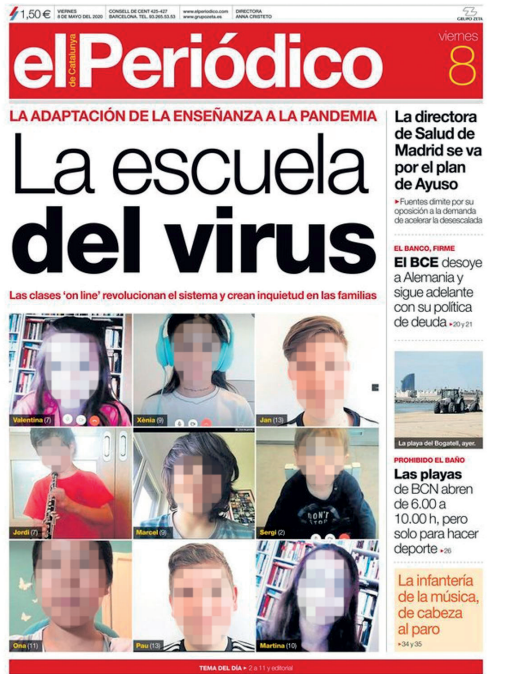 1,50 €
VIERNES
8 DE MAYO DEL 2020
CONSELL DE CENT 425-427
BARCELONA. TEL. 93.265.53.53
www.elperiodico.com
www.grupozeta.es
DIRECTORA
ANNA CRISTETO
GRUPO ZETA
el Periódico
de Catalunya
viernes
8
LA ADAPTACIÓN DE LA ENSEÑANZA A LA PANDEMIA
La escuela
del virus
Las clases ‘on line’ revolucionan el sistema y crean inquietud en las familias
Valentina (7)
Xènia (9)
Jan (13)
Jordi (7)
Marcel (9)
DON'T
STOP
Sergi (2)
Ona (11)
Pau (13)
Martina (10)
La directora
de Salud de
Madrid se va
por el plan
de Ayuso
►Fuentes dimite por su
oposición a la demanda
de acelerar la desescalada
EL BANCO, FIRME
El BCE desoye
a Alemania y
sigue adelante
con su política
de deuda ►20 y 21
La playa del Bogatell, ayer.
PROHIBIDO EL BAÑO
Las playas
de BCN abren
de 6.00 a
10.00 h, pero
solo para hacer
deporte ►26
La infantería
de la música,
de cabeza
al paro
►34 y 35
TEMA DEL DÍA ► 2 a 11 y editorial